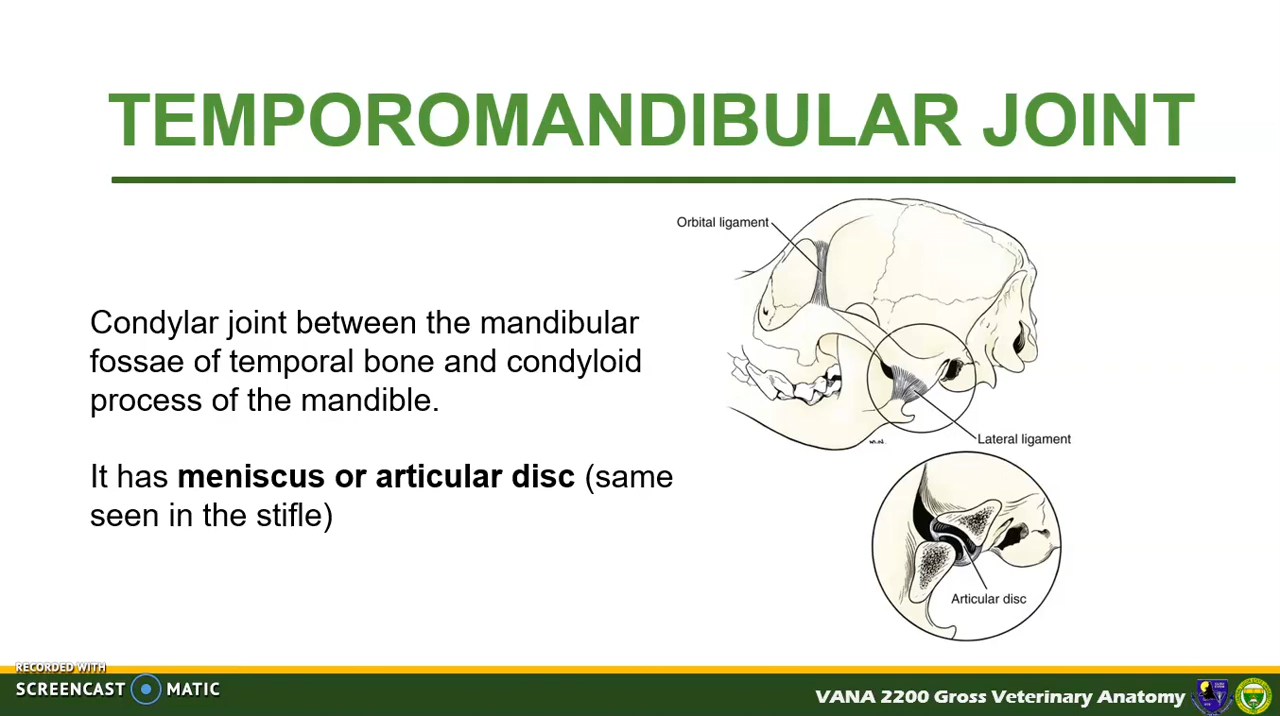 TEMPOROMANDIBULAR JOINT
Orbital ligament
Condylar joint between the mandibular
fossae of temporal bone and condyloid
process of the mandible.
It has meniscus or articular disc (same
seen in the stifle)
Lateral ligament
Articular disc
RECORDED WITH
SCREENCAST MATIC
VANA 2200 Gross Veterinary Anatomy